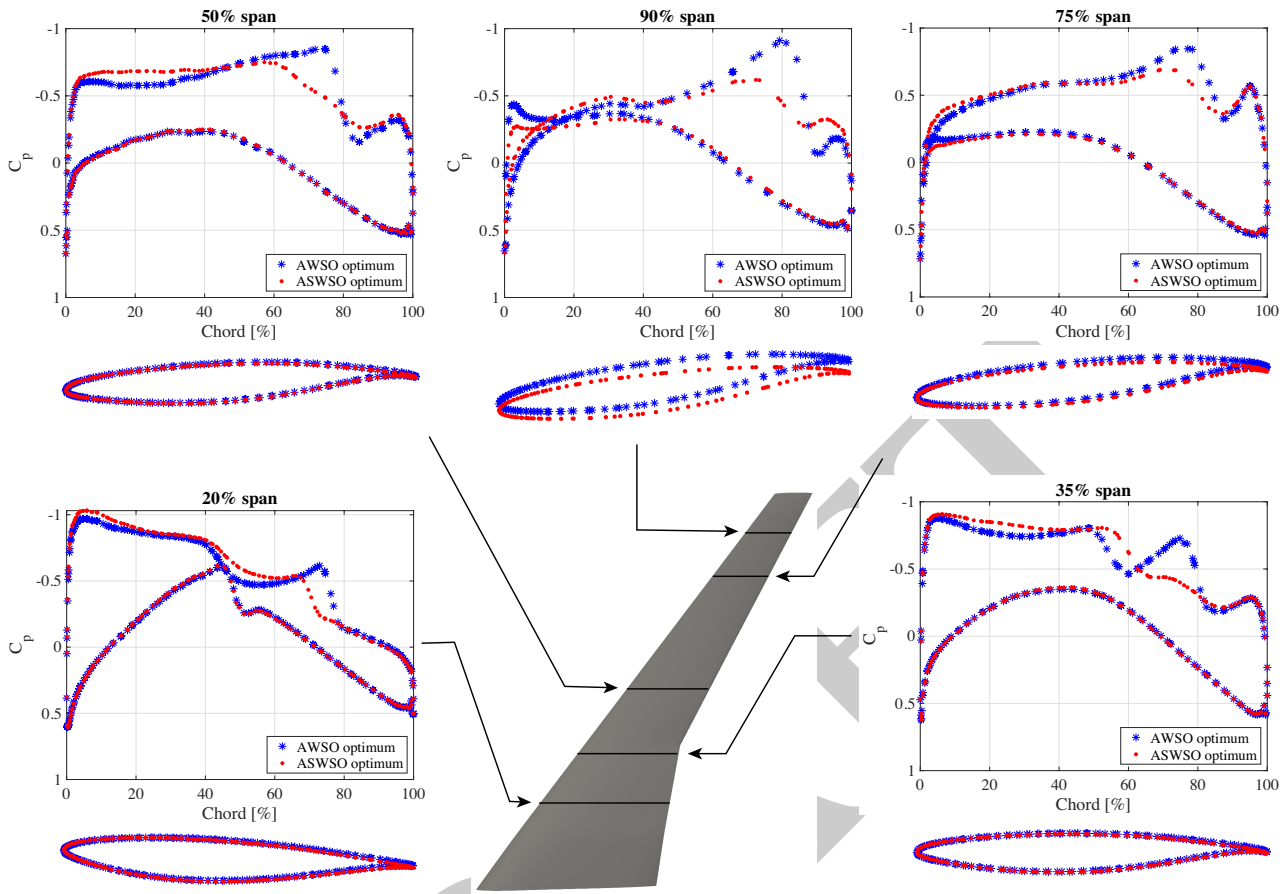 50% span
-1
-0.5
0
0.5
1
C_p
0 20 40 60 80 100
Chord [%]
AWSO optimum
ASWSO optimum
90% span
-1
-0.5
0
0.5
1
C_p
0 20 40 60 80 100
Chord [%]
AWSO optimum
ASWSO optimum
75% span
-1
0.5
0
0.5
1
C_p
0 20 40 60 80 100
Chord [%]
AWSO optimum
ASWSO optimum
20% span
-1
-0.5
0
0.5
1
C_p
0 20 40 60 80 100
Chord [%]
AWSO optimum
ASWSO optimum
35% span
-1
-0.5
0
0.5
1
C_p
0 20 40 60 80 100
Chord [%]
AWSO optimum
ASWSO optimum